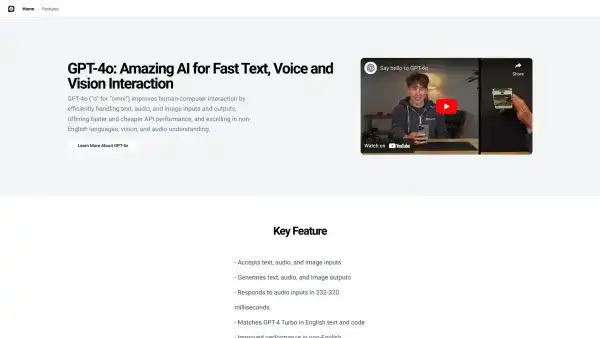 Home Features
GPT-4o: Amazing AI for Fast Text, Voice and
Vision Interaction
GPT-4o ("o" for "omni") improves human-computer interaction by
efficiently handling text, audio, and image inputs and outputs,
offering faster and cheaper API performance, and excelling in non-
English languages, vision, and audio understanding.
Learn More About GPT-4o
Say hello to GPT-4o
Share
Watch on YouTube
Key Feature
- Accepts text, audio, and image inputs
- Generates text, audio, and image outputs
- Responds to audio inputs in 232-320
milliseconds
- Matches GPT-4 Turbo in English text and code
- Improved performance in non-English